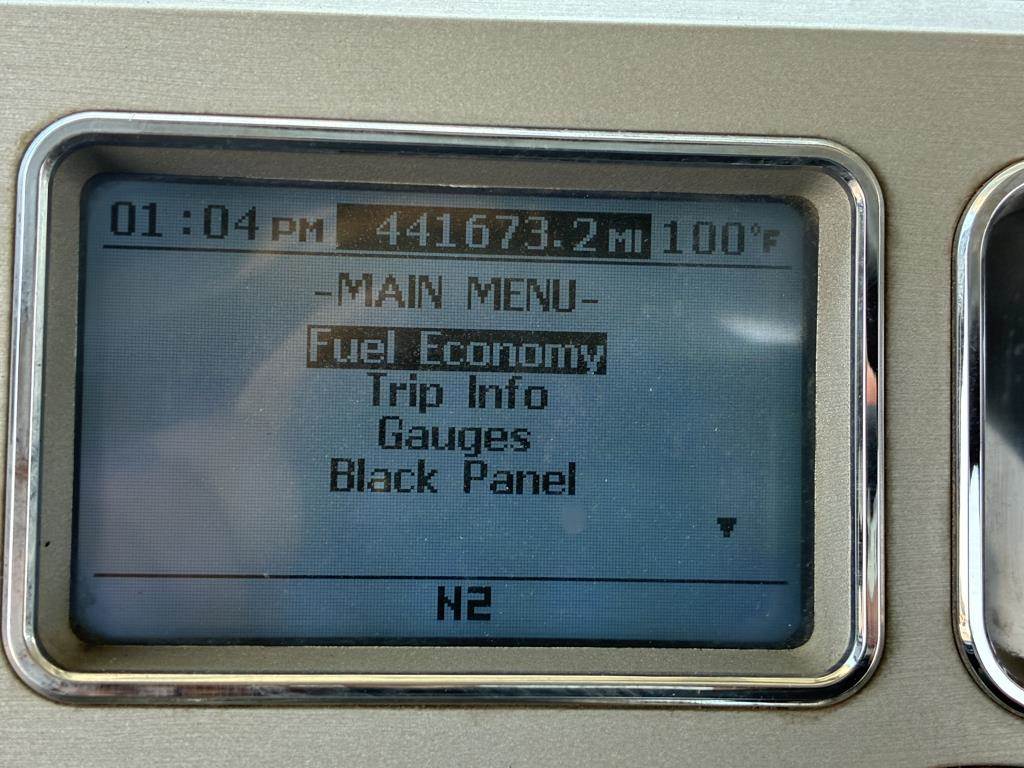 01:04 PM 441673.2 MI 100°F
-MAIN MENU-
Fuel Economy
Trip Info
Gauges
Black Panel
N2